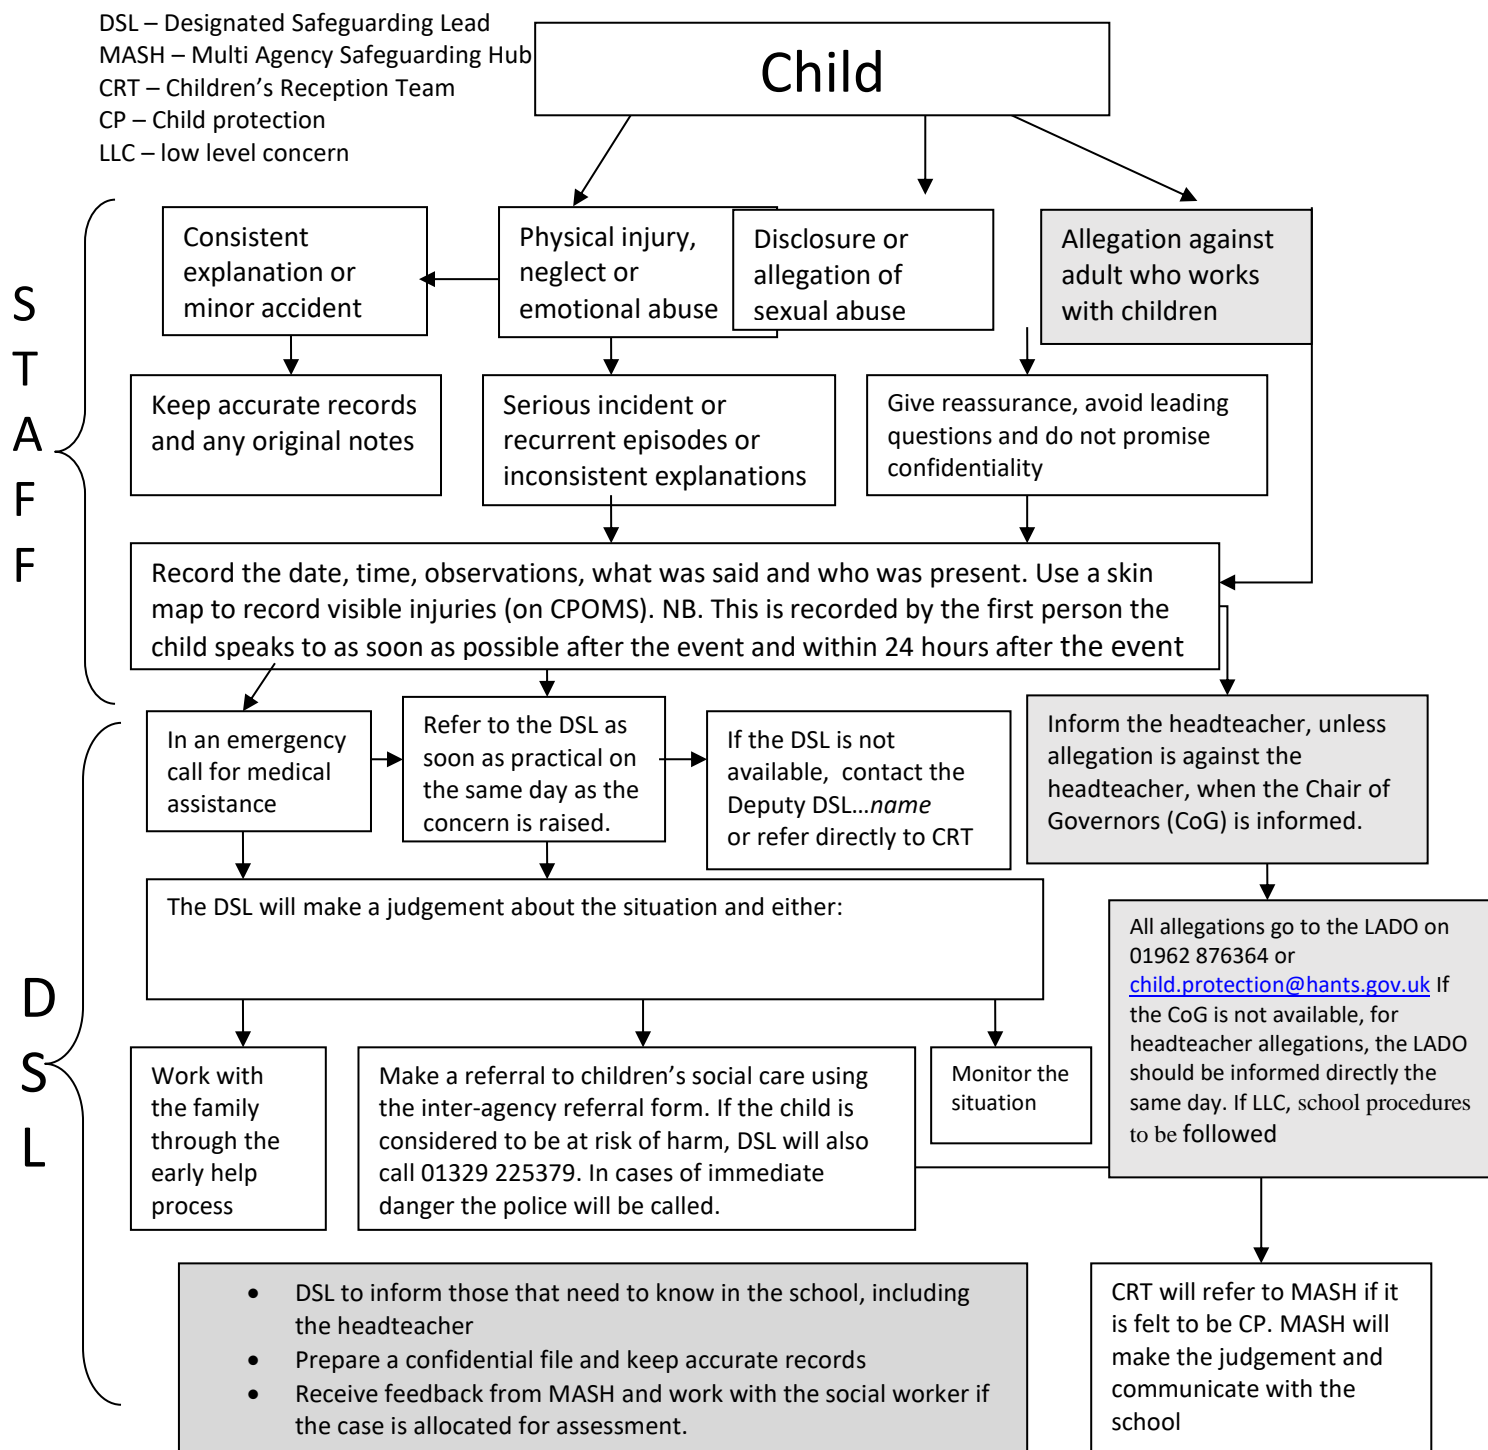 DSL – Designated Safeguarding Lead
MASH – Multi Agency Safeguarding Hub
CRT – Children's Reception Team
CP – Child protection
LLC – low level concern
Child
S
T
A
F
F
Consistent
explanation or
minor accident
Physical injury,
neglect or
emotional abuse
Disclosure or
allegation of
sexual abuse
Allegation against
adult who works
with children
Keep accurate records
and any original notes
Serious incident or
recurrent episodes or
inconsistent explanations
Give reassurance, avoid leading
questions and do not promise
confidentiality
Record the date, time, observations, what was said and who was present. Use a skin
map to record visible injuries (on CPOMS). NB. This is recorded by the first person the
child speaks to as soon as possible after the event and within 24 hours after the event
D
S
L
In an emergency
call for medical
assistance
Refer to the DSL as
soon as practical on
the same day as the
concern is raised.
If the DSL is not
available, contact the
Deputy DSL…name
or refer directly to CRT
Inform the headteacher, unless
allegation is against the
headteacher, when the Chair of
Governors (CoG) is informed.
The DSL will make a judgement about the situation and either:
All allegations go to the LADO on
01962 876364 or
child.protection@hants.gov.uk If
the CoG is not available, for
headteacher allegations, the LADO
should be informed directly the
same day. If LLC, school procedures
to be followed
Work with
the family
through the
early help
process
Make a referral to children's social care using
the inter-agency referral form. If the child is
considered to be at risk of harm, DSL will also
call 01329 225379. In cases of immediate
danger the police will be called.
Monitor the
situation
• DSL to inform those that need to know in the school, including
the headteacher
• Prepare a confidential file and keep accurate records
• Receive feedback from MASH and work with the social worker if
the case is allocated for assessment.
CRT will refer to MASH if it
is felt to be CP. MASH will
make the judgement and
communicate with the
school